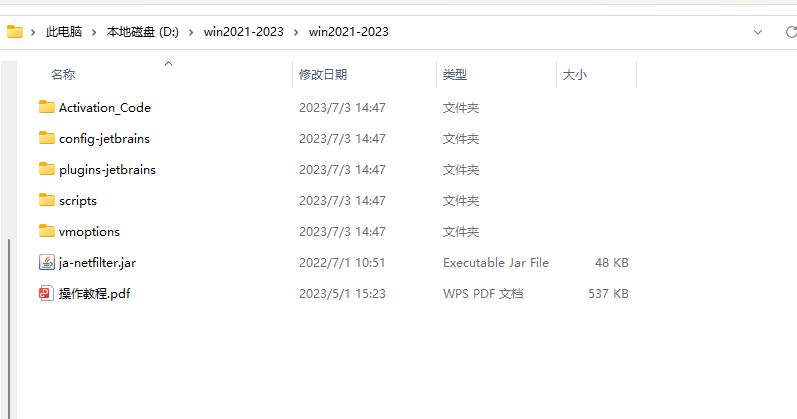 此电脑 本地磁盘 (D:) win2021-2023 win2021-2023
名称 修改日期 类型 大小
Activation_Code 2023/7/3 14:47 文件夹
config-jetbrains 2023/7/3 14:47 文件夹
plugins-jetbrains 2023/7/3 14:47 文件夹
scripts 2023/7/3 14:47 文件夹
vmoptions 2023/7/3 14:47 文件夹
ja-netfilter.jar 2022/7/1 10:51 Executable Jar File 48 KB
操作教程.pdf 2023/5/1 15:23 WPS PDF 文档 537 KB